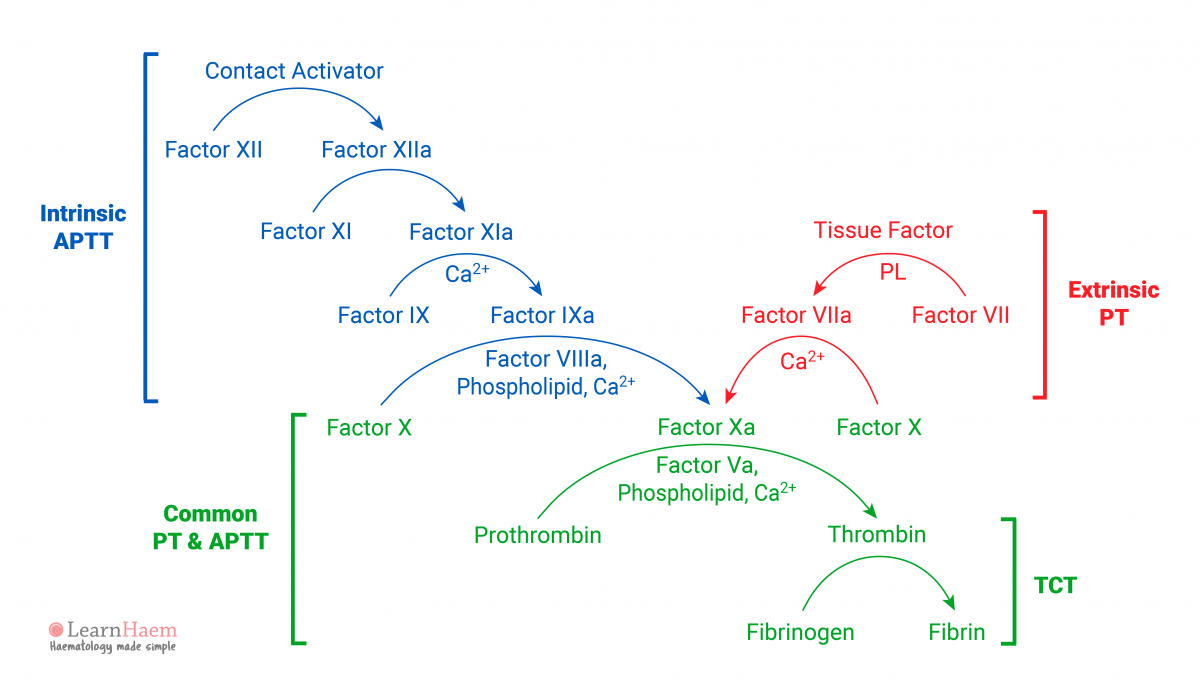 Contact Activator
Factor XII
Factor XIIa
Intrinsic
APTT
Factor XI
Factor XIa
Ca2+
Factor IX
Factor IXa
Factor VIIIa,
Phospholipid, Ca2+
Tissue Factor
PL
Factor VIIa
Factor VII
Ca2+
Extrinsic
PT
Factor X
Factor Xa
Factor X
Factor Va,
Phospholipid, Ca2+
Common
PT & APTT
Prothrombin
Thrombin
TCT
Fibrinogen
Fibrin
LearnHaem
Haematology made simple